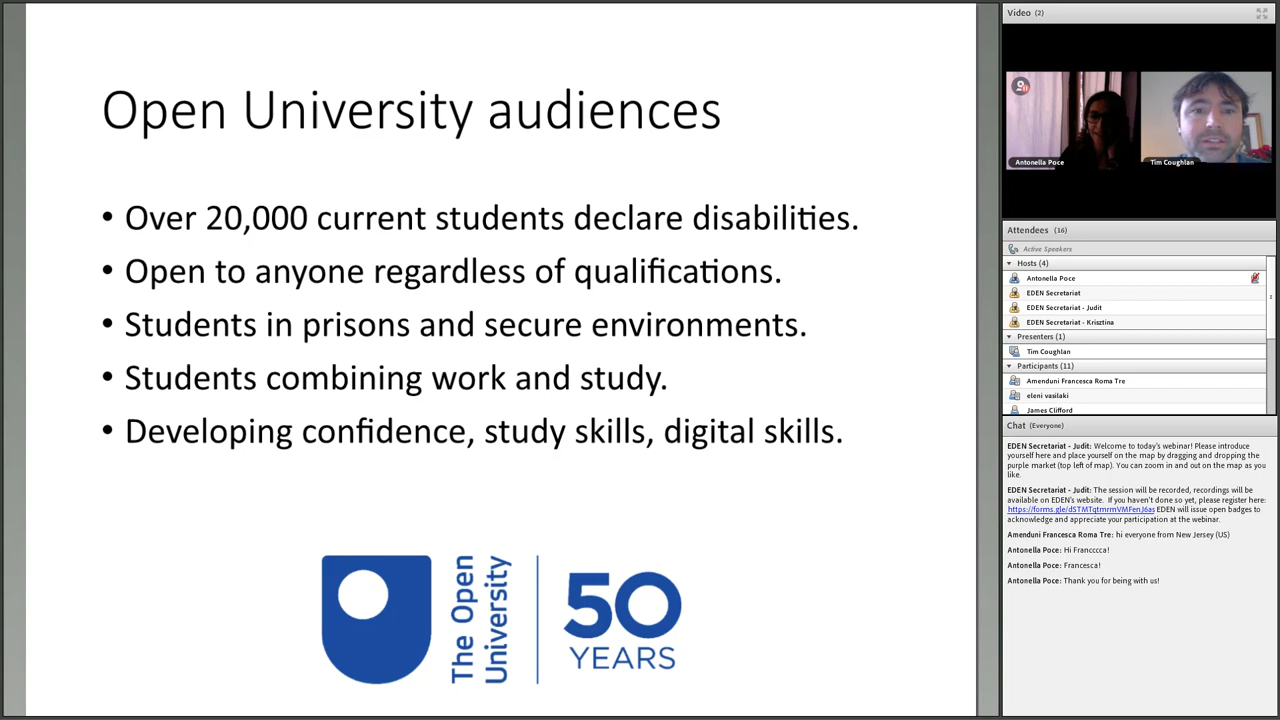 Open University audiences
• Over 20,000 current students declare disabilities.
• Open to anyone regardless of qualifications.
• Students in prisons and secure environments.
• Students combining work and study.
• Developing confidence, study skills, digital skills.
The Open
University
50
YEARS
Video (2)
Antonella Poce
Tim Coughlan
Attendees (16)
Active Speakers
Hosts (4)
Antonella Poce
EDEN Secretariat
EDEN Secretariat - Judit
EDEN Secretariat - Krisztina
Presenters (1)
Tim Coughlan
Participants (11)
Amenduni Francesca Roma Tre
eleni vasilaki
James Clifford
Chat (Everyone)
EDEN Secretariat - Judit: Welcome to today's webinar! Please introduce
yourself here and place yourself on the map by dragging and dropping the
purple market (top left of map). You can zoom in and out on the map as you
like.
EDEN Secretariat - Judit: The session will be recorded, recordings will be
available on EDEN's website. If you haven't done so yet, please register here:
https://forms.gle/dSTMTqtmrmVMFenJ6as EDEN will issue open badges to
acknowledge and appreciate your participation at the webinar.
Amenduni Francesca Roma Tre: hi everyone from New Jersey (US)
Antonella Poce: Hi Francccca!
Antonella Poce: Francesca!
Antonella Poce: Thank you for being with us!